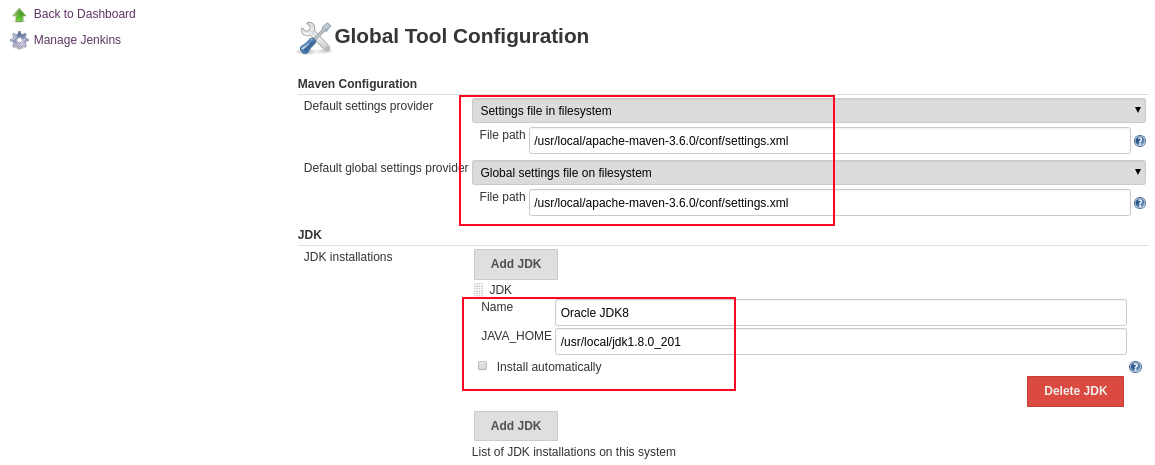 Back to Dashboard
Manage Jenkins
Global Tool Configuration
Maven Configuration
Default settings provider
Settings file in filesystem
File path
/usr/local/apache-maven-3.6.0/conf/settings.xml
Default global settings provider
Global settings file on filesystem
File path
/usr/local/apache-maven-3.6.0/conf/settings.xml
JDK
JDK installations
Add JDK
JDK
Name
Oracle JDK8
JAVA_HOME
/usr/local/jdk1.8.0_201
Install automatically
Delete JDK
Add JDK
List of JDK installations on this system